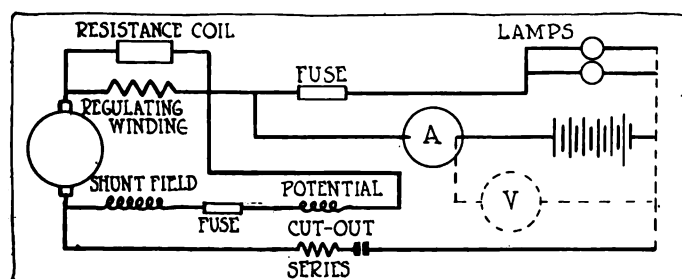 RESISTANCE COIL
LAMPS
FUSE
REGULATING
WINDING
A
SHUNT FIELD
POTENTIAL
V
FUSE
CUT-OUT
SERIES